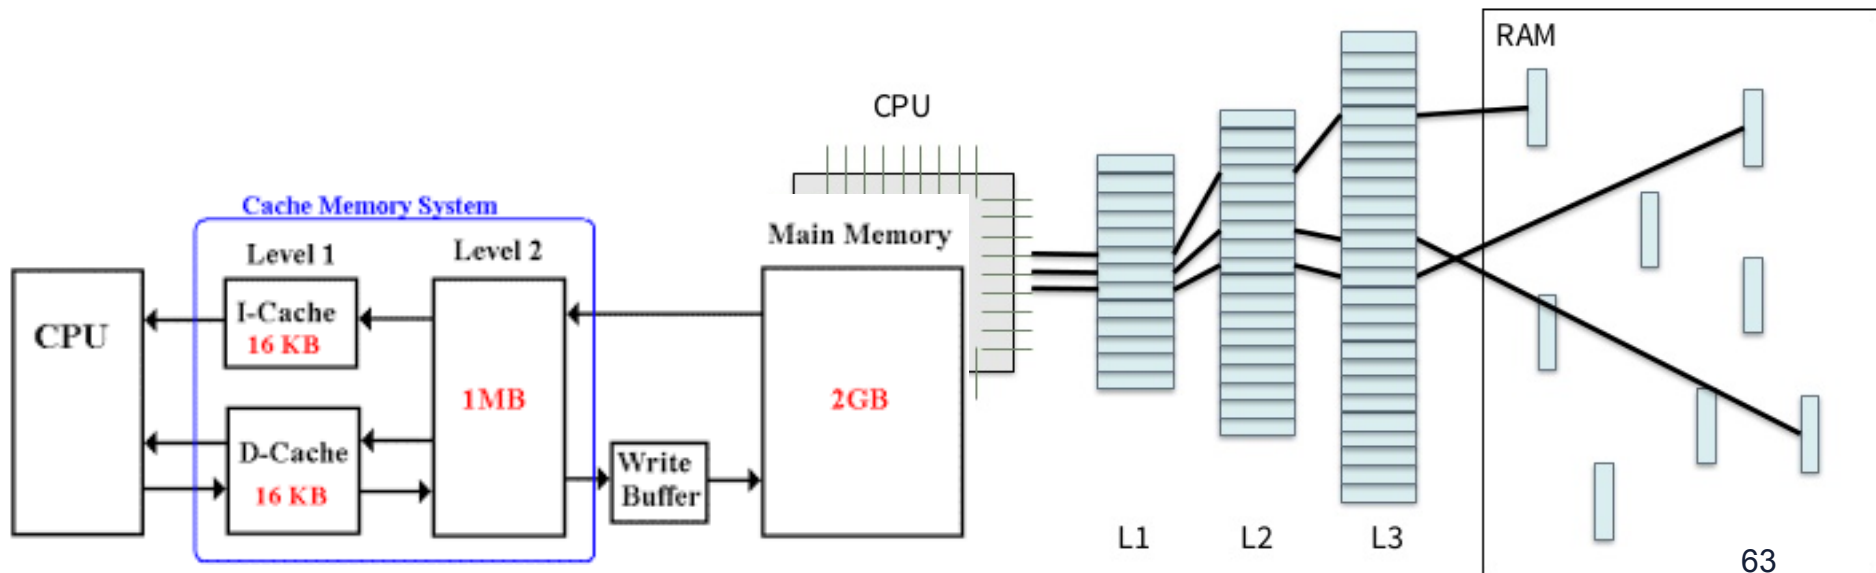 Cache Memory System
Level 1
Level 2
CPU
I-Cache
16 KB
D-Cache
16 KB
1MB
Write
Buffer
Main Memory
2GB
CPU
L1
L2
L3
RAM
63